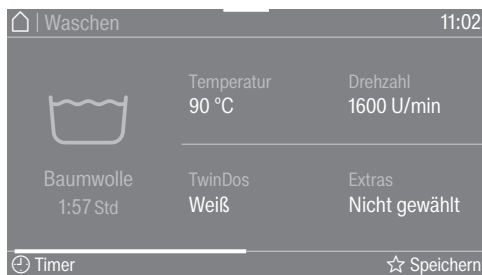 | Waschen 11:02
Temperatur Drehzahl
90 °C 1600 U/min
Baumwolle TwinDos Extras
1:57 Std Weiß Nicht gewählt
Timer Speichern